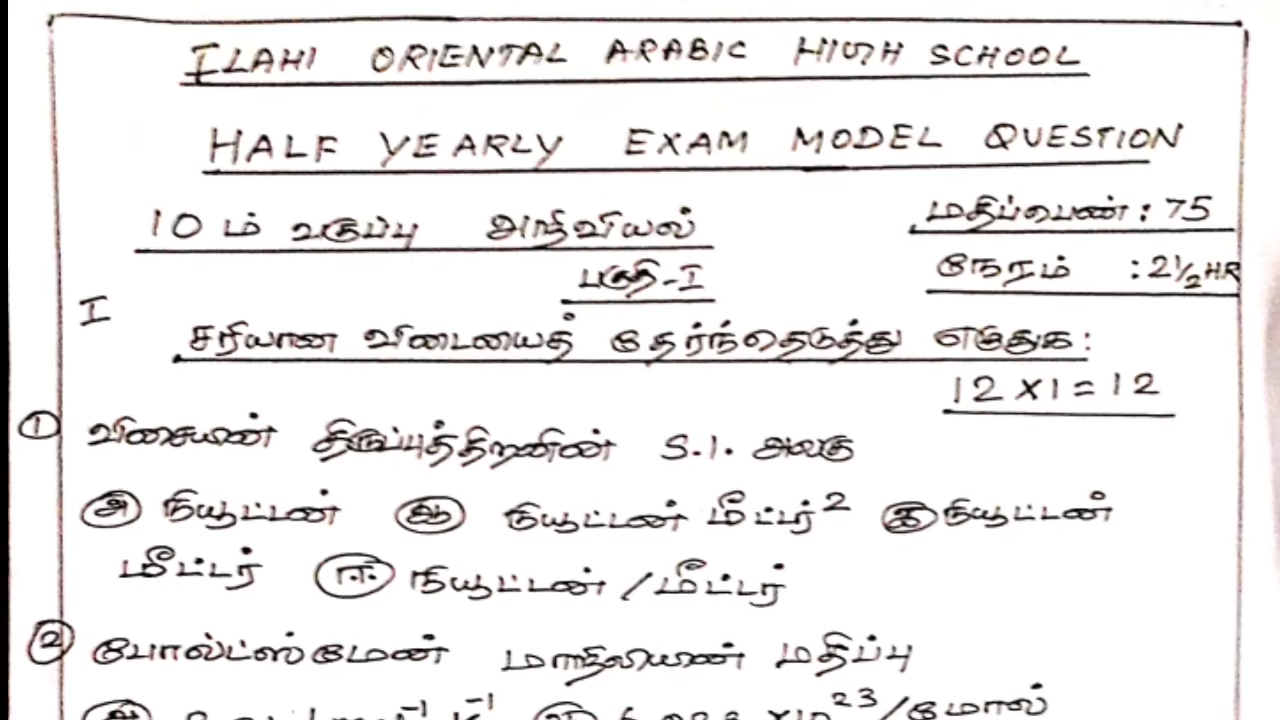 ILAHI ORIENTAL ARABIC HIGH SCHOOL
HALF YEARLY EXAM MODEL QUESTION
10 ம் வகுப்பு அறிவியல் மதிப்பெண் : 75
நேரம் : 2½ HR
பகுதி - I
I சரியான விடையைத் தேர்ந்தெடுத்து எழுதுக :
12 X 1 = 12
① விசையின் திருப்புத்திறனின் S.I. அலகு
அ நியூட்டன் ஆ நியூட்டன் மீட்டர்² இ நியூட்டன்
மீட்டர் ஈ நியூட்டன் / மீட்டர்
② போல்ட்ஸ்மேன் மாறிலியின் மதிப்பு
23/மோல்